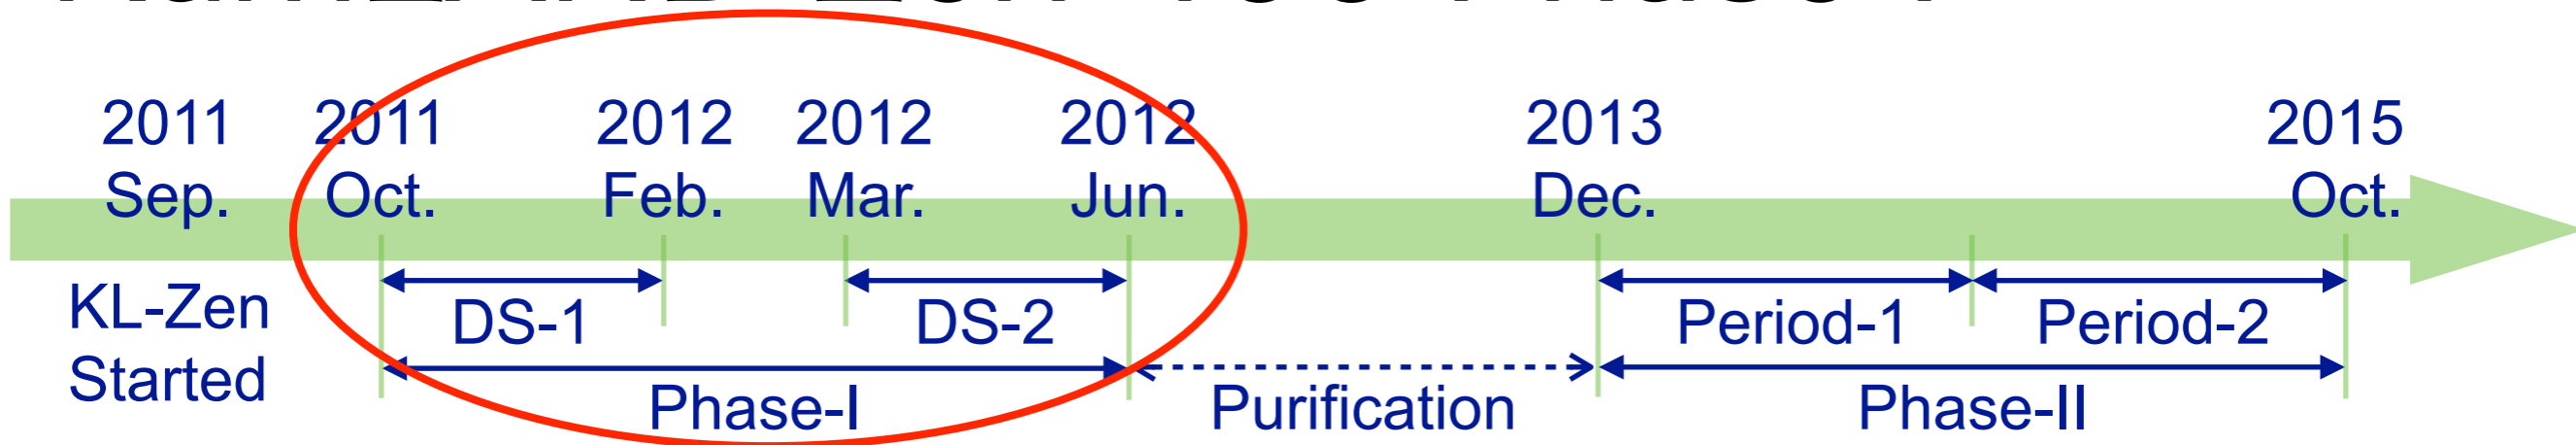 2011 2011 2012 2012 2012 2013 2015
Sep. Oct. Feb. Mar. Jun. Dec. Oct.
KL-Zen
Started
DS-1 DS-2 Period-1 Period-2
Phase-I Purification Phase-II